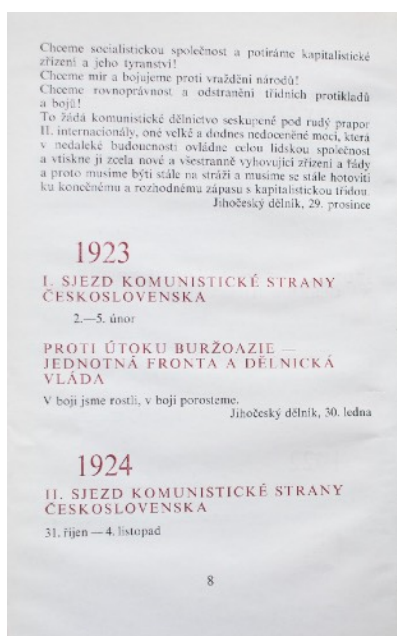 Chceme socialistickou společnost a potíráme kapitalistické
zřízení a jeho tyranství!
Chceme mír a bojujeme proti vraždění národů!
Chceme rovnoprávnost a odstranění třídních protikladů
a bojů!
To žádá komunistické dělnictvo seskupené pod rudý prapor
II. internacionály, oné velké a dodnes nedoceněné moci, která
v nedaleké budoucnosti ovládne celou lidskou společnost
a vtiskne jí zcela nové a všestranně vyhovující zřízení a řády
a proto musíme býti stále na stráži a musíme se stále hotoviti
ku konečnému a rozhodnému zápasu s kapitalistickou třídou.
Jihočeský dělník, 29. prosince
1923
I. SJEZD KOMUNISTICKÉ STRANY
ČESKOSLOVENSKA
2.—5. únor
PROTI ÚTOKU BURŽOAZIE —
JEDNOTNÁ FRONTA A DĚLNICKÁ
VLÁDA
V boji jsme rostli, v boji porosteme.
Jihočeský dělník, 30. ledna
1924
II. SJEZD KOMUNISTICKÉ STRANY
ČESKOSLOVENSKA
31. říjen — 4. listopad
8